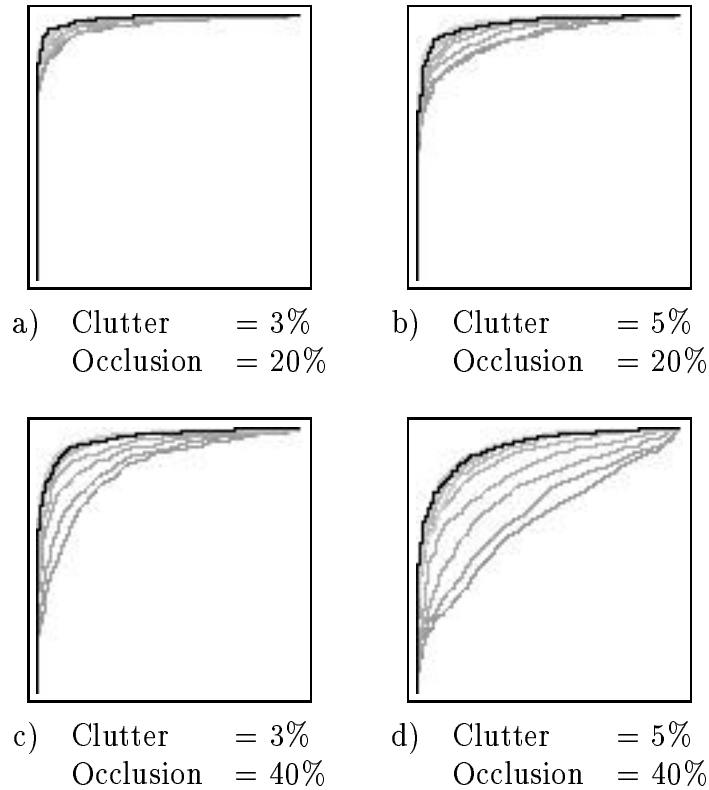 a) Clutter = 3%
Occlusion = 20%
b) Clutter = 5%
Occlusion = 20%
c) Clutter = 3%
Occlusion = 40%
d) Clutter = 5%
Occlusion = 40%